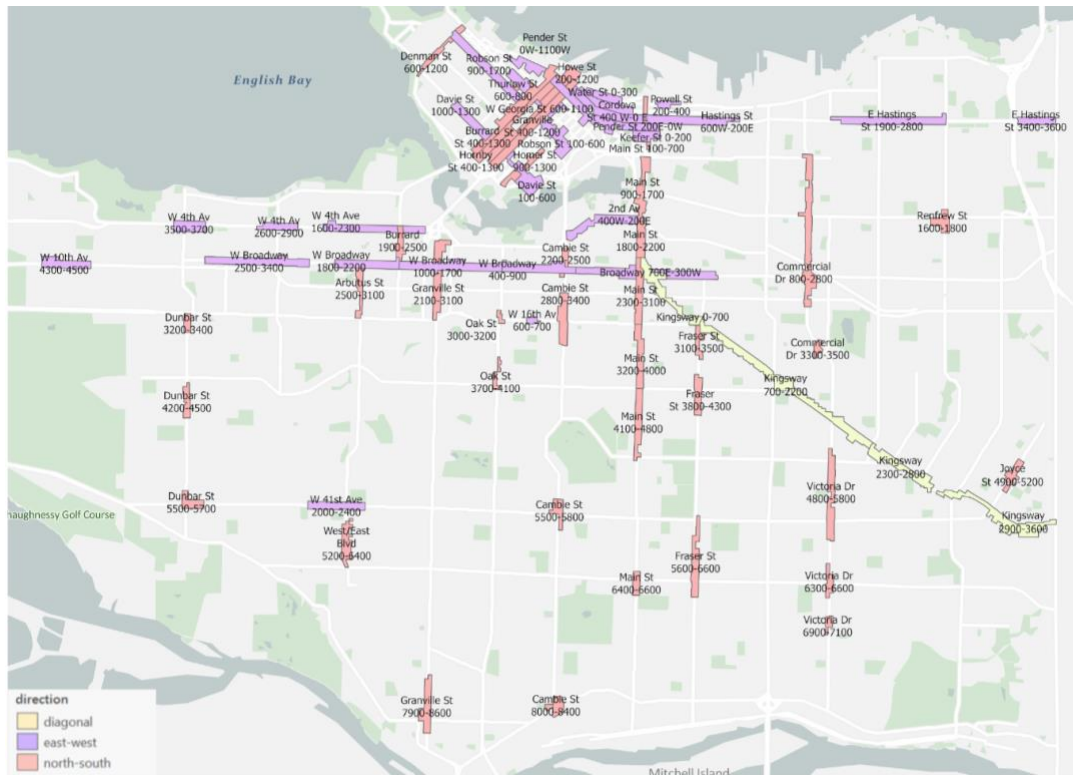 Pender St
0W-1100W
Denman St
600-1200
Robson St
900-1700
Howe St
200-1200
English Bay
Thurlow St
600-800
Water St 0-300
Davie St
1000-1300
W Georgia St 600-1100
Cordova
St 400 W-0 E
Powell St
200-400
Granville
St 400-1200
Hastings St
600W-200E
E Hastings
St 1900-2800
E Hastings
St 3400-3600
Burrard
St 400-1300
Pender St 200E-0W
Keefer St 0-200
Robson St 100-600
Main St 100-700
Hornby
St 400-1300
Homer St
900-1300
Davie St
100-600
Main St
900-1700
2nd Av
400W-200E
W 4th Av
3500-3700
W 4th Av
2600-2900
W 4th Ave
1600-2300
Renfrew St
1600-1800
Burrard
1900-2500
Main St
1800-2200
Cambie St
2200-2500
W 10th Av
4300-4500
W Broadway
2500-3400
W Broadway
1800-2200
W Broadway
1000-1700
W Broadway
400-900
Broadway 700E-300W
Commercial
Dr 800-2800
Arbutus St
2500-3100
Granville St
2100-3100
Cambie St
2800-3400
Main St
2300-3100
Dunbar St
3200-3400
Oak St
3000-3200
W 16th Av
600-700
Kingsway 0-700
Fraser St
3100-3500
Commercial
Dr 3300-3500
Main St
3200-4000
Oak St
3700-4100
Kingsway
700-2200
Dunbar St
4200-4500
Fraser
St 3800-4300
Main St
4100-4800
Kingsway
2300-2800
Joyce
St 4900-5200
Dunbar St
5500-5700
W 41st Ave
2000-2400
Victoria Dr
4800-5800
haughnessy Golf Course
Cambie St
5500-5800
Kingsway
2900-3600
West/East
Blvd
5200-6400
Fraser St
5600-6600
Main St
6400-6600
Victoria Dr
6300-6600
Victoria Dr
6900-7100
Granville St
7900-8600
Cambie St
8000-8400
direction
diagonal
east-west
north-south
Mitchell Island